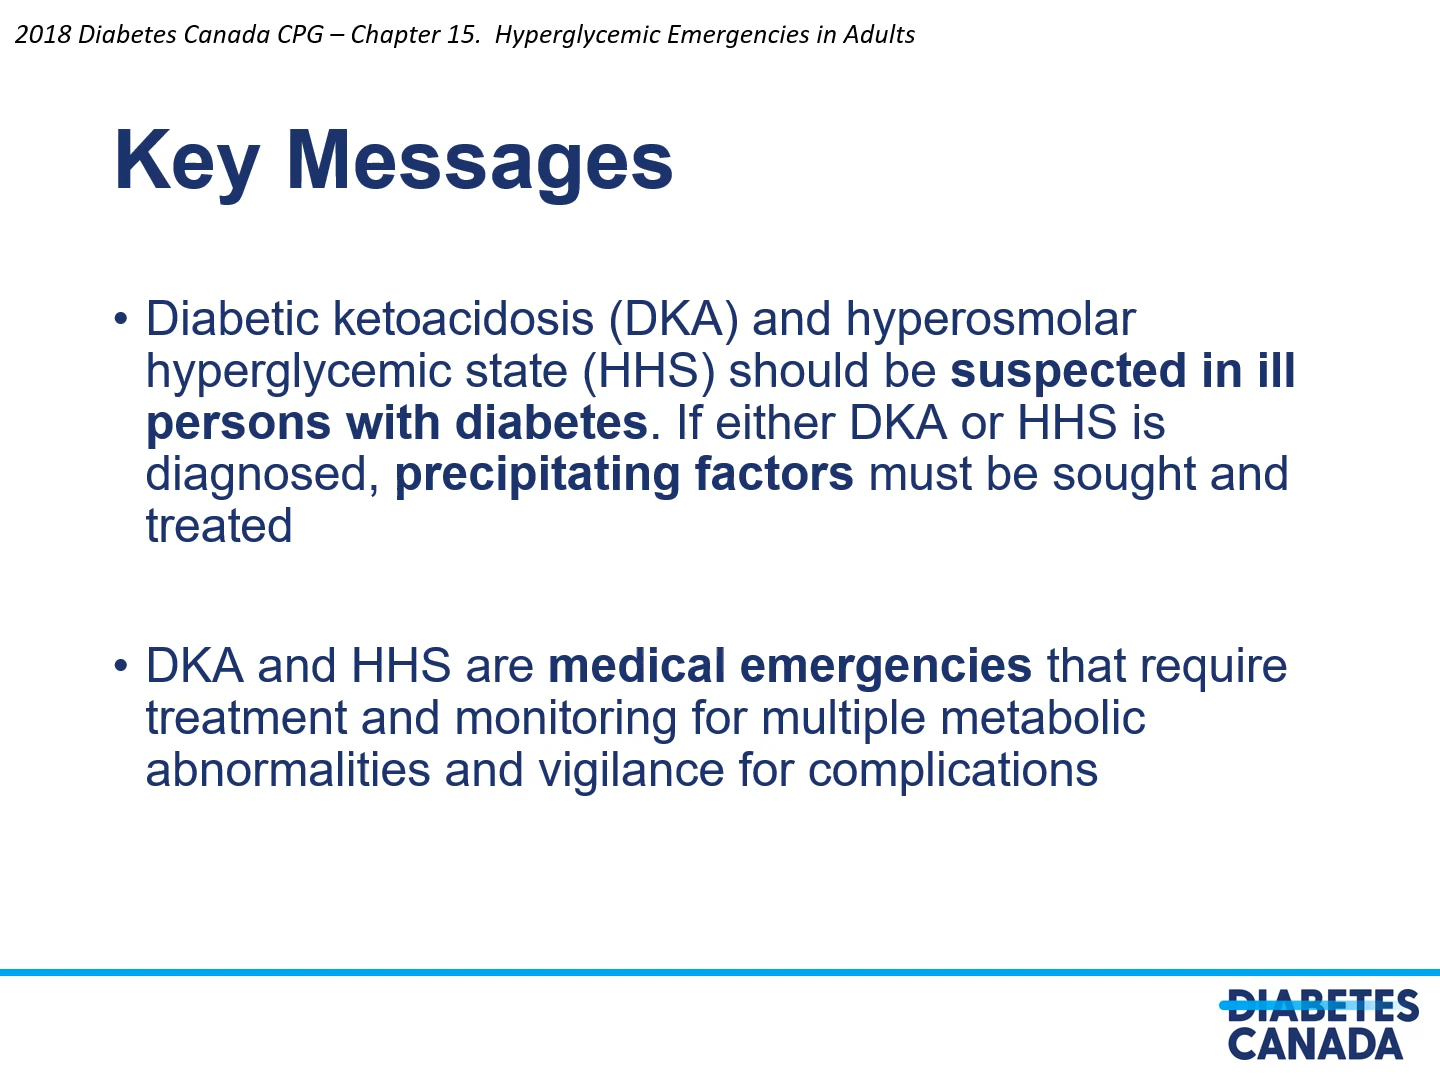 2018 Diabetes Canada CPG – Chapter 15.  Hyperglycemic Emergencies in Adults
Key Messages
• Diabetic ketoacidosis (DKA) and hyperosmolar
hyperglycemic state (HHS) should be suspected in ill
persons with diabetes. If either DKA or HHS is
diagnosed, precipitating factors must be sought and
treated
• DKA and HHS are medical emergencies that require
treatment and monitoring for multiple metabolic
abnormalities and vigilance for complications
DIABETES
CANADA